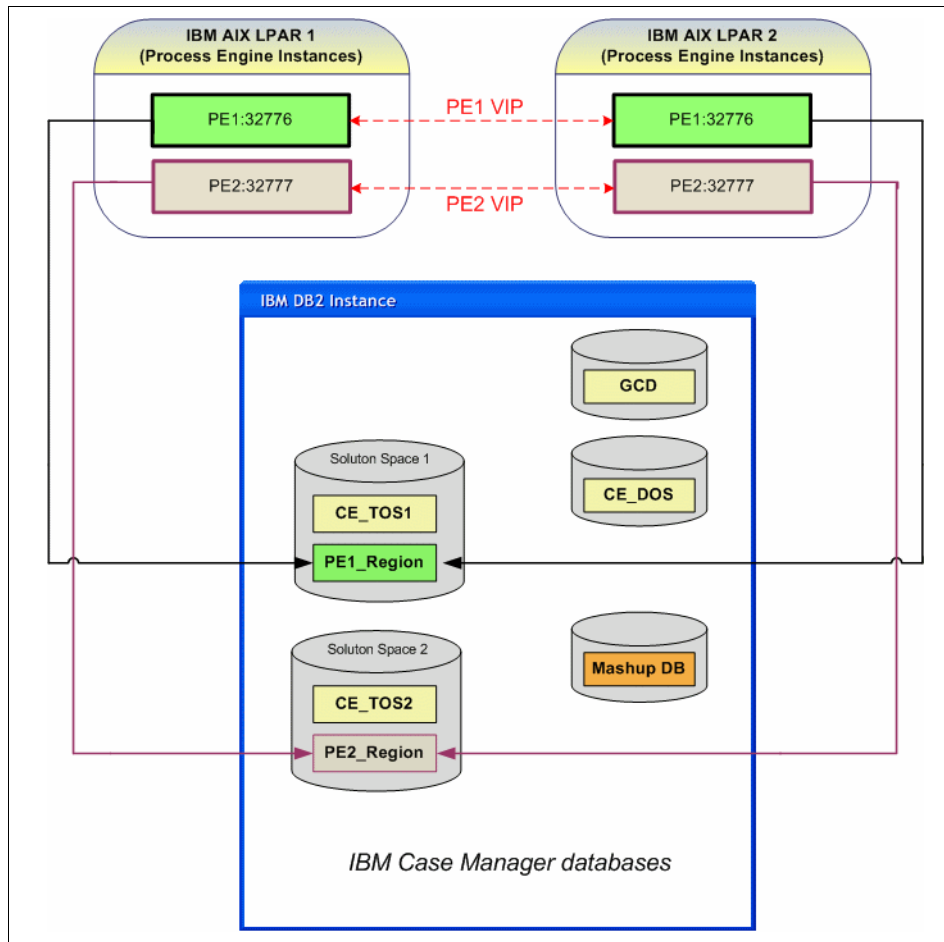 IBM AIX LPAR 1
(Process Engine Instances)
IBM AIX LPAR 2
(Process Engine Instances)
PE1:32776
PE1 VIP
PE1:32776
PE2:32777
PE2 VIP
PE2:32777
IBM DB2 Instance
GCD
Soluton Space 1
CE_TOS1
CE_DOS
PE1_Region
Soluton Space 2
Mashup DB
CE_TOS2
PE2_Region
IBM Case Manager databases